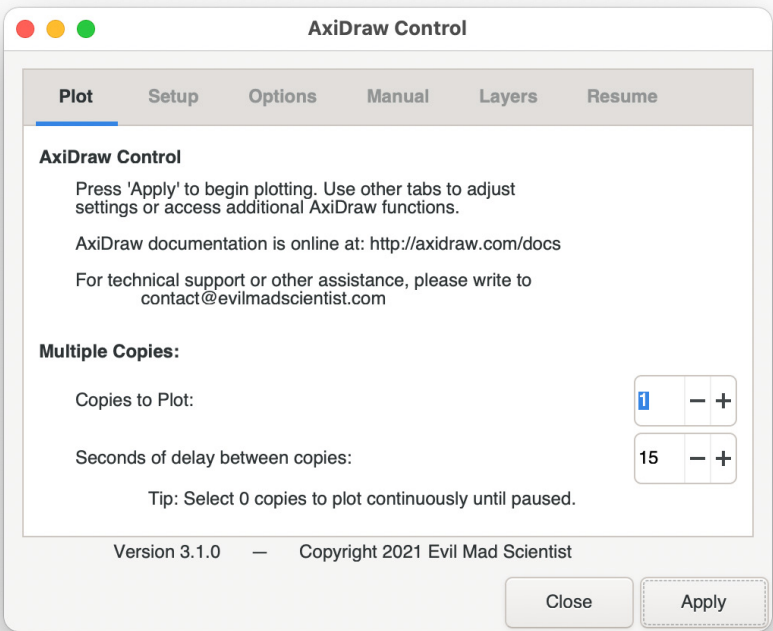 AxiDraw Control
Plot Setup Options Manual Layers Resume
AxiDraw Control
Press 'Apply' to begin plotting. Use other tabs to adjust
settings or access additional AxiDraw functions.
AxiDraw documentation is online at: http://axidraw.com/docs
For technical support or other assistance, please write to
contact@evilmadscientist.com
Multiple Copies:
Copies to Plot: 1 − +
Seconds of delay between copies: 15 − +
Tip: Select 0 copies to plot continuously until paused.
Version 3.1.0 — Copyright 2021 Evil Mad Scientist
Close Apply